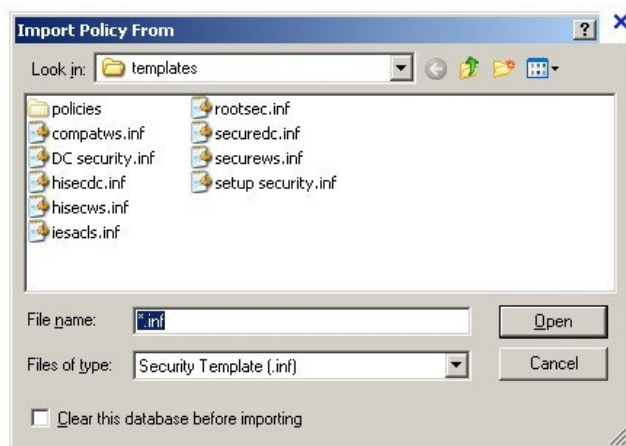 Import Policy From
?
Look in: templates
policies
compatws.inf
DC security.inf
hisecdc.inf
hisecws.inf
iesacls.inf
rootsec.inf
securedc.inf
securews.inf
setup security.inf
File name: *.inf
Open
Files of type: Security Template (.inf)
Cancel
Clear this database before importing